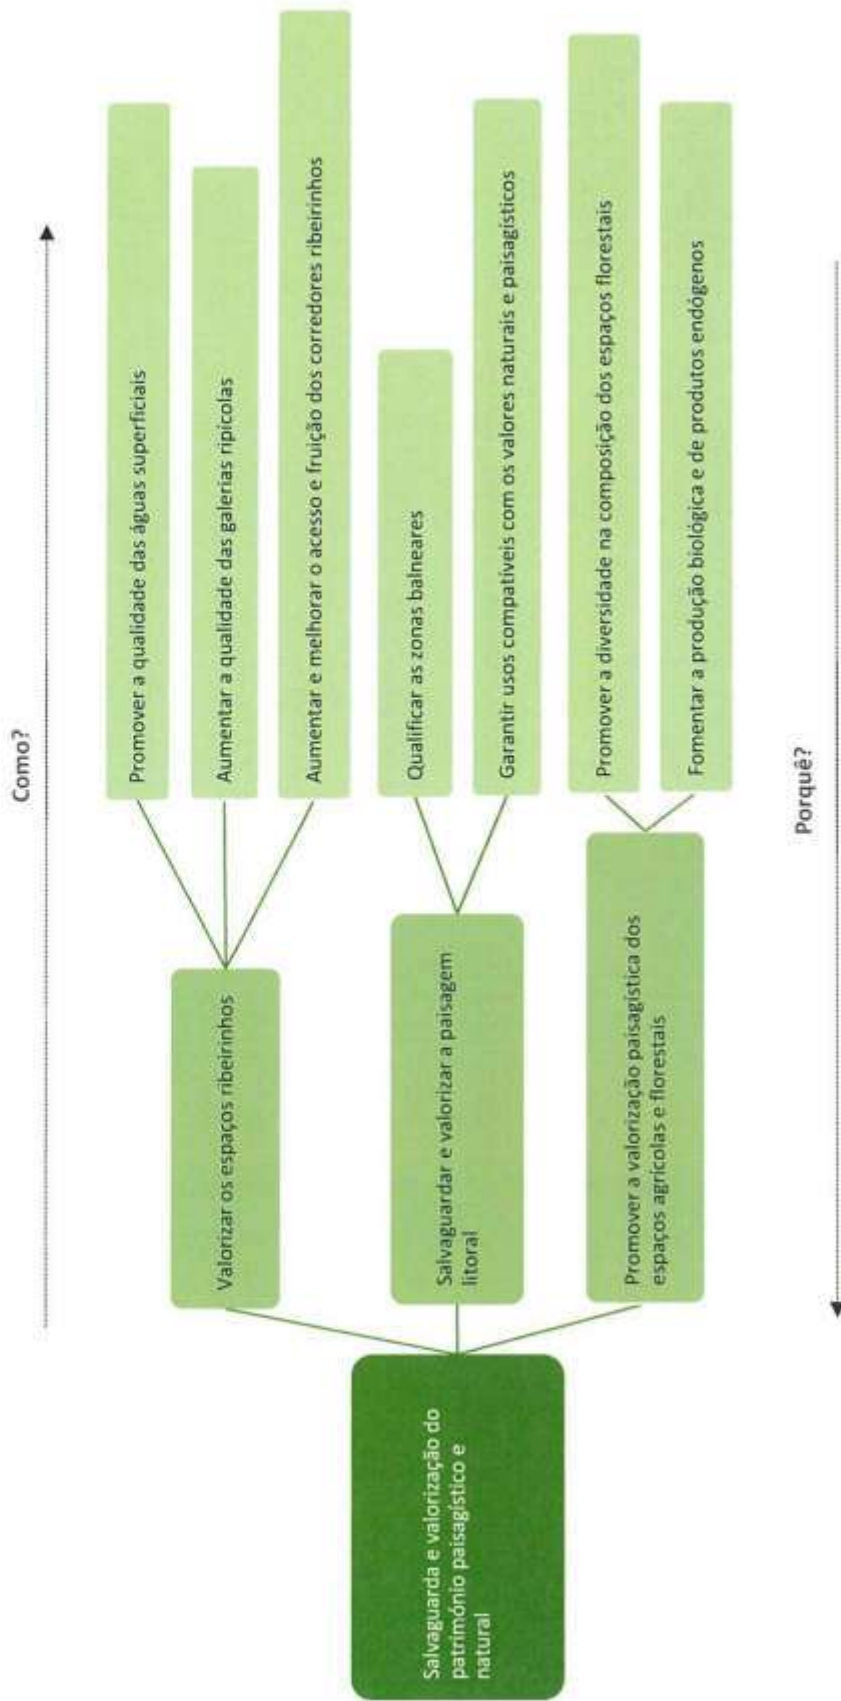 Como?
Salvaguarda e valorização do
património paisagístico e
natural
Valorizar os espaços ribeirinhos
Promover a qualidade das águas superficiais
Aumentar a qualidade das galerias ripícolas
Aumentar e melhorar o acesso e fruição dos corredores ribeirinhos
Salvaguardar e valorizar a paisagem
litoral
Qualificar as zonas balneares
Garantir usos compatíveis com os valores naturais e paisagísticos
Promover a valorização paisagística dos
espaços agrícolas e florestais
Promover a diversidade na composição dos espaços florestais
Fomentar a produção biológica e de produtos endógenos
Porquê?